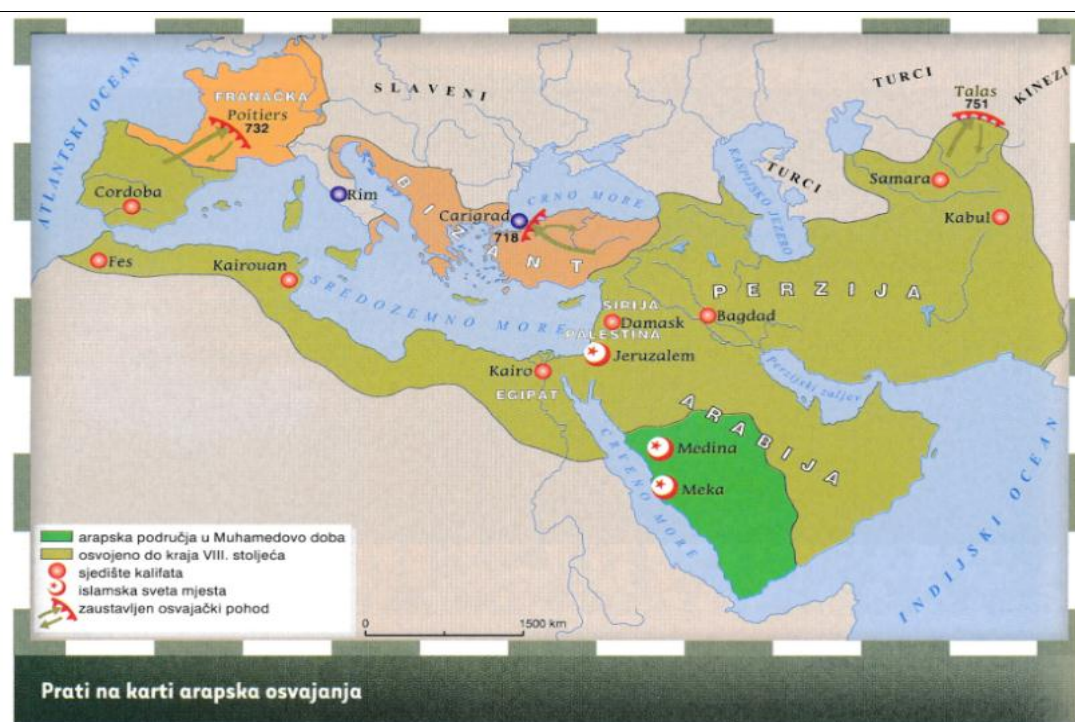 ATLANTSKI OCEAN
FRANAČKA
Poitiers
732
SLAVENI
TURCI
Talas
751
KINEZI
Cordoba
Rim
Jadransko more
BIZANT
Carigrad
718
CRNO MORE
KASPIJSKO JEZERO
TURCI
Samara
Kabul
Fes
Kairouan
SREDOZEMNO MORE
SIRIJA
Damask
PALESTINA
Jeruzalem
Bagdad
PERZIJA
Kairo
EGIPAT
Perzijski zaljev
ARABIJA
Medina
Meka
CRVENO MORE
INDIJSKI OCEAN
arapska područja u Muhamedovo doba
osvojeno do kraja VIII. stoljeća
sjedište kalifata
islamska sveta mjesta
zaustavljen osvajački pohod
0 1500 km
Prati na karti arapska osvajanja